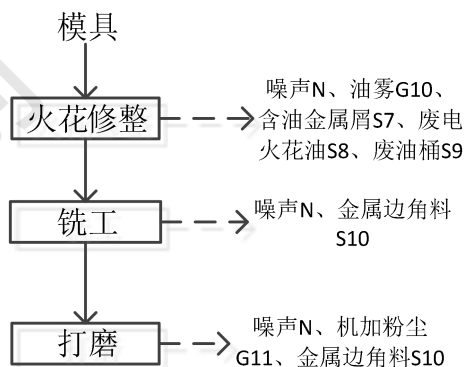 模具
火花修整
噪声N、油雾G10、
含油金属屑S7、废电
火花油S8、废油桶S9
铣工
噪声N、金属边角料
S10
打磨
噪声N、机加粉尘
G11、金属边角料S10